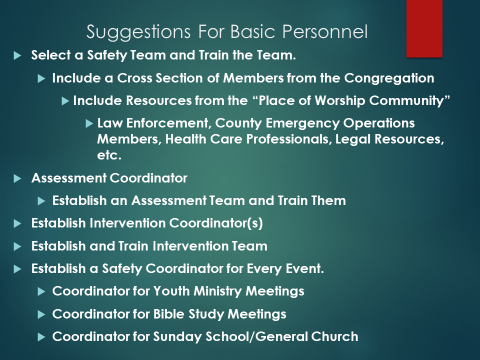 Suggestions For Basic Personnel
Select a Safety Team and Train the Team.
Include a Cross Section of Members from the Congregation
Include Resources from the “Place of Worship Community”
Law Enforcement, County Emergency Operations
Members, Health Care Professionals, Legal Resources,
etc.
Assessment Coordinator
Establish an Assessment Team and Train Them
Establish Intervention Coordinator(s)
Establish and Train Intervention Team
Establish a Safety Coordinator for Every Event.
Coordinator for Youth Ministry Meetings
Coordinator for Bible Study Meetings
Coordinator for Sunday School/General Church